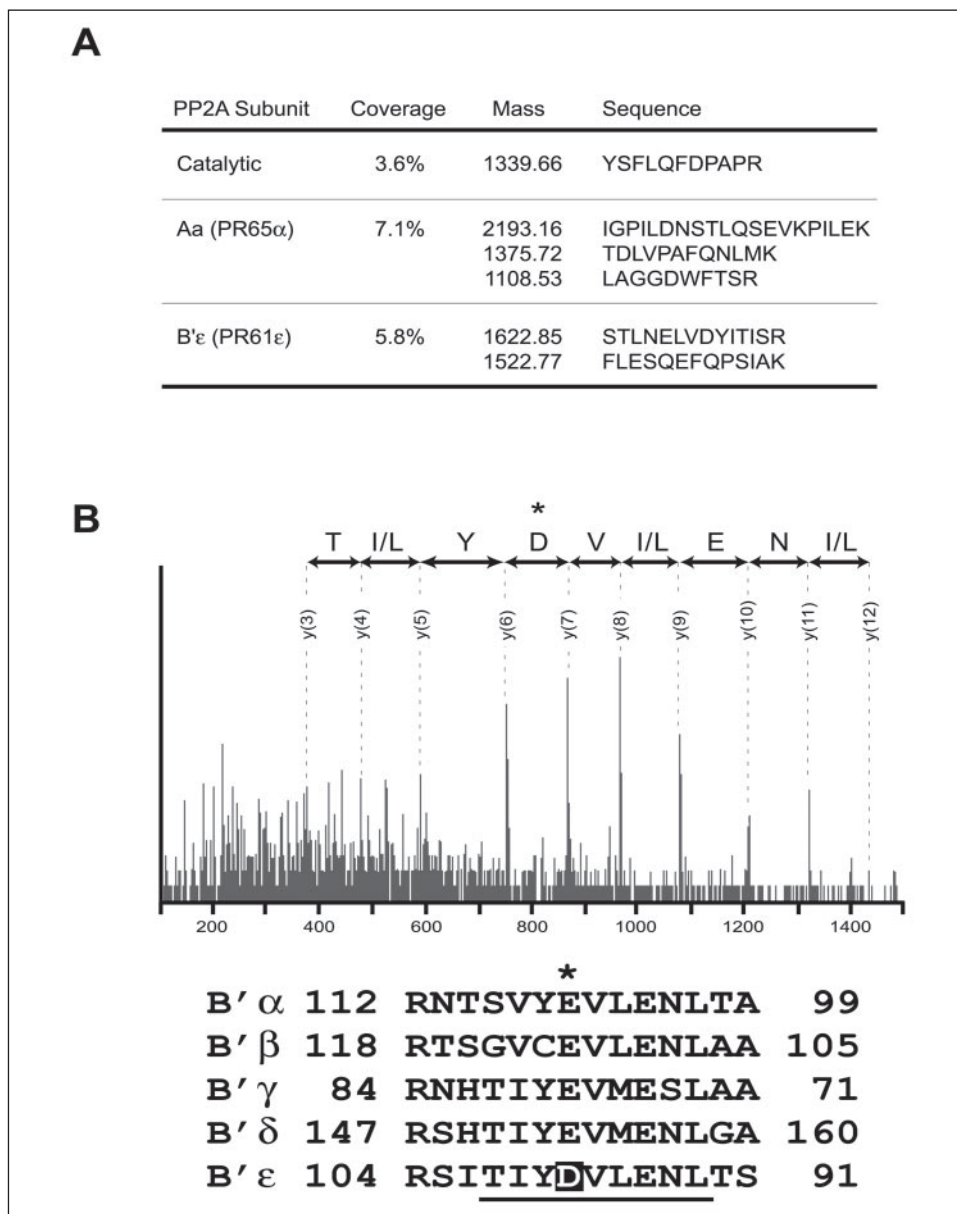 A
PP2A Subunit Coverage Mass Sequence
Catalytic 3.6% 1339.66 YSFLQFDPAPR
Aa (PR65α) 7.1% 2193.16 IGPILDNSTLQSEVKPILEK
1375.72 TDLVPAFQNLMK
1108.53 LAGGDWFTSR
B'ε (PR61ε) 5.8% 1622.85 STLNELVDYITISR
1522.77 FLESQEFQPSIAK
B
*
T I/L Y D V I/L E N I/L
y(3) y(4) y(5) y(6) y(7) y(8) y(9) y(10) y(11) y(12)
200 400 600 800 1000 1200 1400
*
B'α 112 RNTSVYEVLENLTA 99
B'β 118 RTSGVCEVLENLAA 105
B'γ 84 RNHTIYEVMESLAA 71
B'δ 147 RSHTIYEVMENLGA 160
B'ε 104 RSITIYDVLENLTS 91